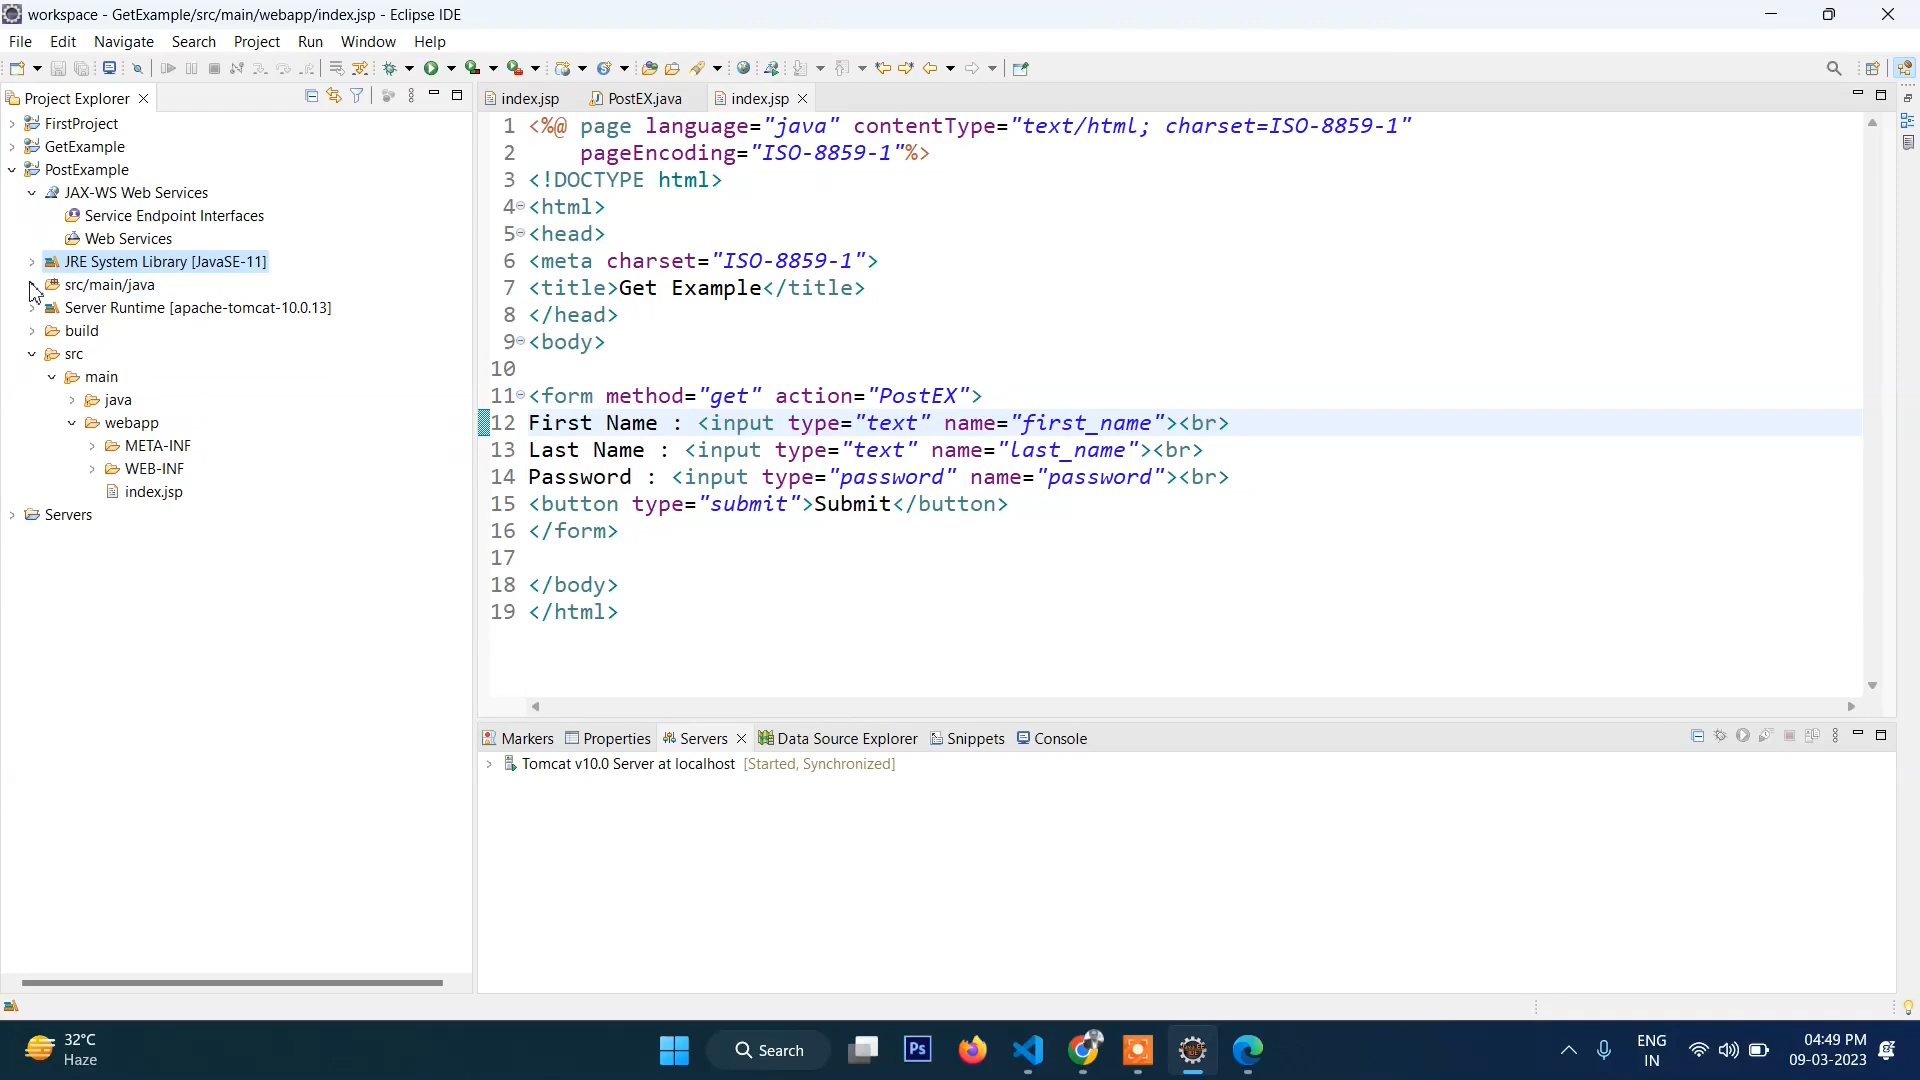 workspace - GetExample/src/main/webapp/index.jsp - Eclipse IDE
File Edit Navigate Search Project Run Window Help
Project Explorer
index.jsp PostEX.java index.jsp
FirstProject
GetExample
PostExample
JAX-WS Web Services
Service Endpoint Interfaces
Web Services
JRE System Library [JavaSE-11]
src/main/java
Server Runtime [apache-tomcat-10.0.13]
build
src
main
java
webapp
META-INF
WEB-INF
index.jsp
Servers
1 <%@ page language="java" contentType="text/html; charset=ISO-8859-1"
2 pageEncoding="ISO-8859-1"%>
3 <!DOCTYPE html>
4 <html>
5 <head>
6 <meta charset="ISO-8859-1">
7 <title>Get Example</title>
8 </head>
9 <body>
10
11 <form method="get" action="PostEX">
12 First Name : <input type="text" name="first_name"><br>
13 Last Name : <input type="text" name="last_name"><br>
14 Password : <input type="password" name="password"><br>
15 <button type="submit">Submit</button>
16 </form>
17
18 </body>
19 </html>
Markers Properties Servers Data Source Explorer Snippets Console
Tomcat v10.0 Server at localhost [Started, Synchronized]
32°C
Haze
Search
Ps
ENG
IN
04:49 PM
09-03-2023